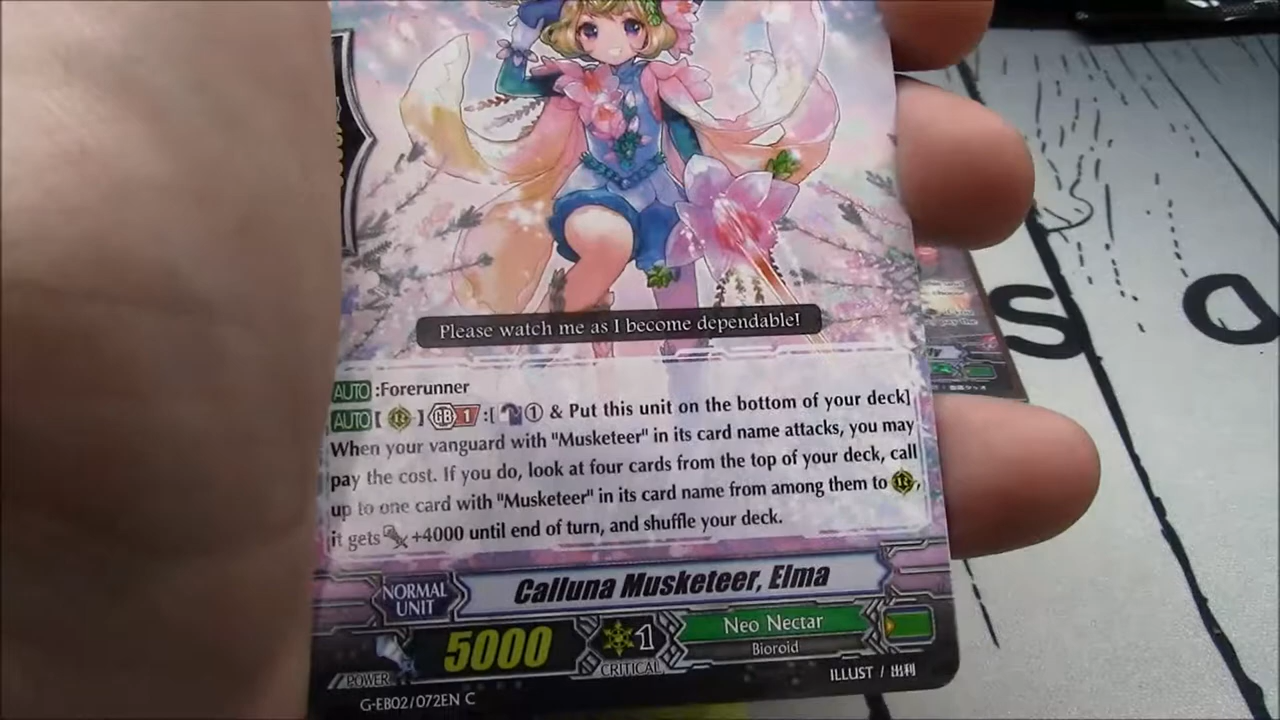 Please watch me as I become dependable!
AUTO :Forerunner
AUTO [ ] GB 1 :[ ① & Put this unit on the bottom of your deck]
When your vanguard with "Musketeer" in its card name attacks, you may
pay the cost. If you do, look at four cards from the top of your deck, call
up to one card with "Musketeer" in its card name from among them to ,
it gets +4000 until end of turn, and shuffle your deck.
NORMAL
UNIT
Calluna Musketeer, Elma
POWER
5000
1
CRITICAL
Neo Nectar
Bioroid
G-EB02/072EN C
ILLUST / 出利
s a